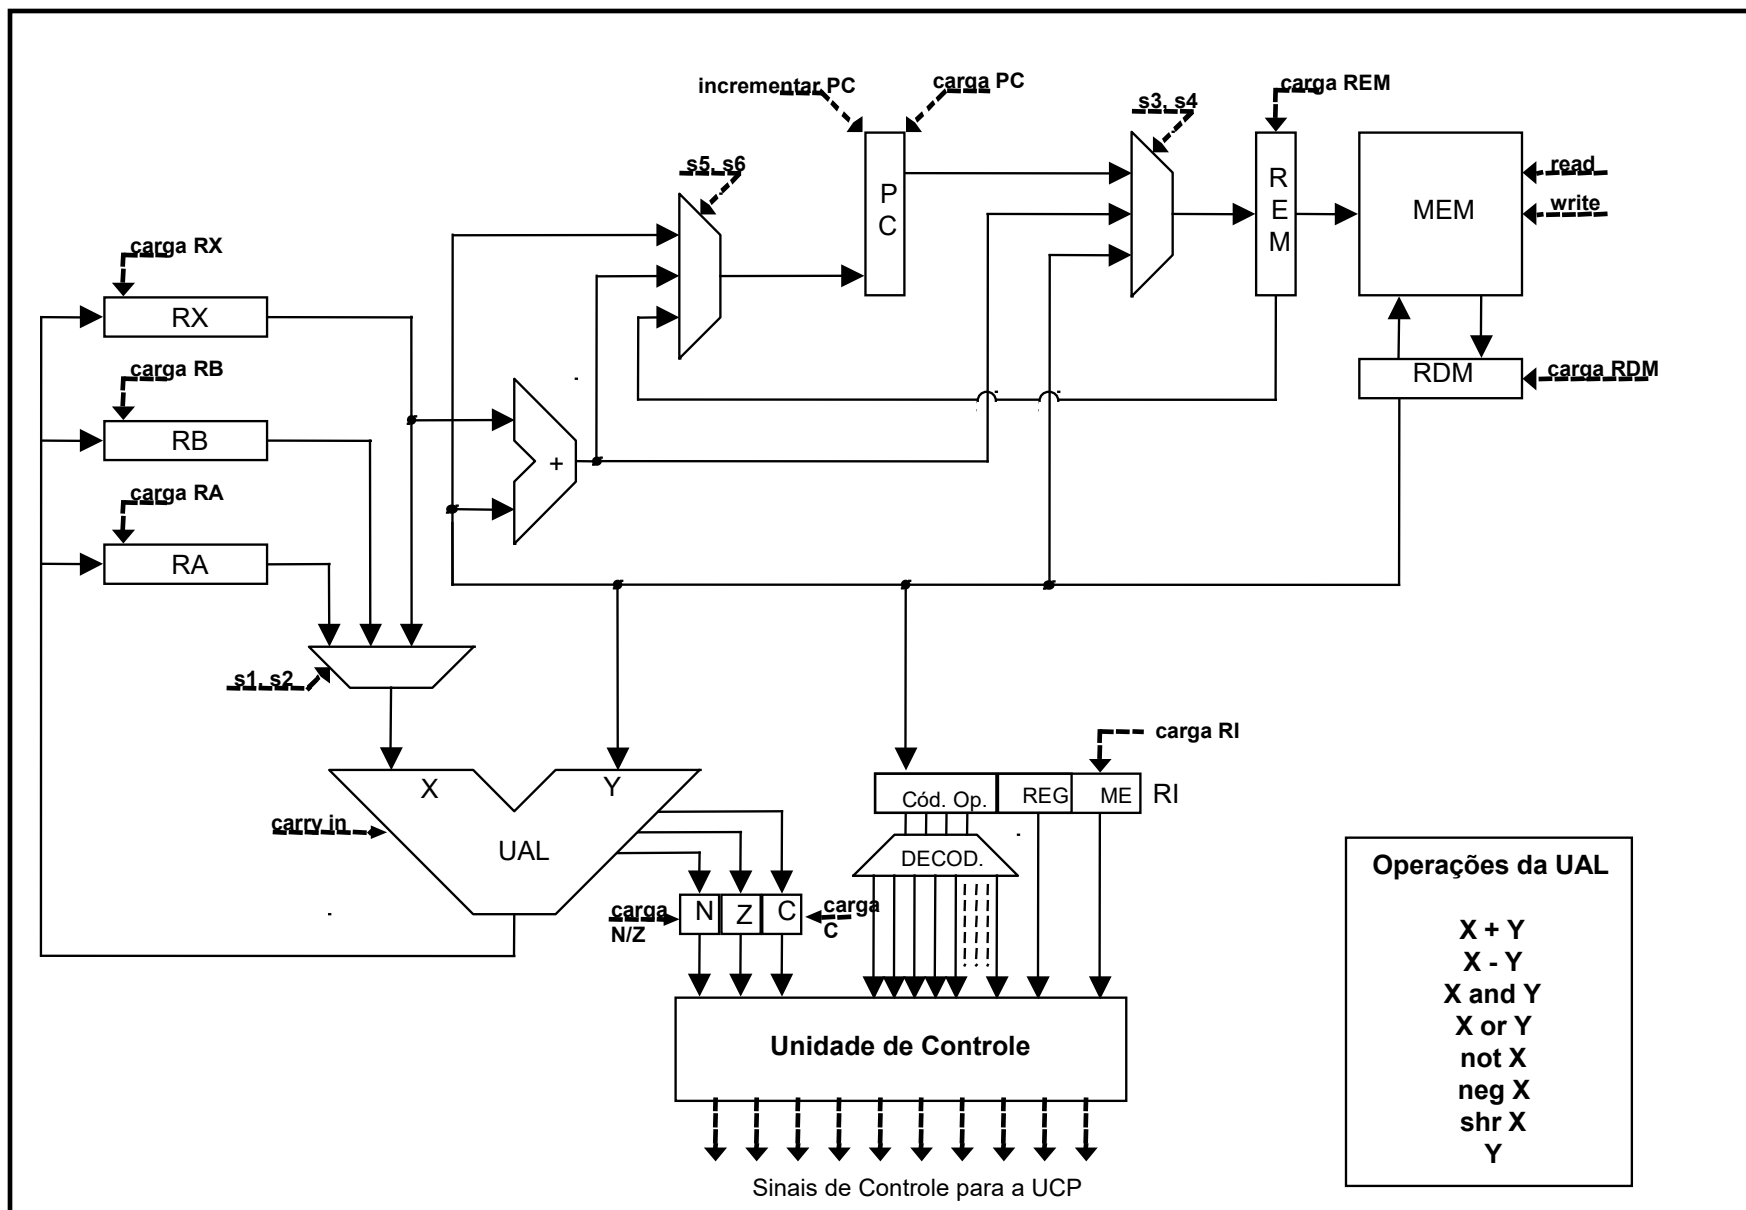 incrementar PC
carga PC
carga REM
s3, s4
s5, s6
read
write
P
C
R
E
M
MEM
carga RX
RX
carga RB
RB
carga RA
RA
RDM
carga RDM
+
s1, s2
X
Y
carry in
UAL
carga RI
Cód. Op.
REG
ME
RI
DECOD.
carga
N/Z
N
Z
C
carga
C
Unidade de Controle
Sinais de Controle para a UCP
Operações da UAL
X + Y
X - Y
X and Y
X or Y
not X
neg X
shr X
Y